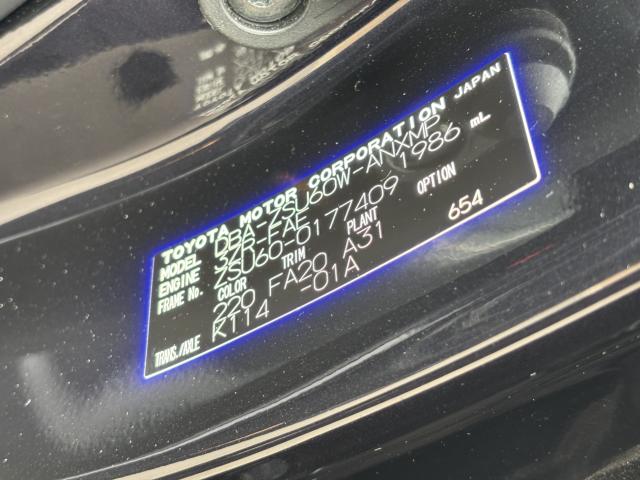 TOYOTA MOTOR CORPORATION JAPAN
MODEL DBA-ZSU60W-ANXMP
ENGINE 3ZR-FAE 1986 mL
FRAME No. ZSU60-0177409
COLOR TRIM PLANT OPTION
220 FA20 A31 654
TRANS./AXLE K114 -01A